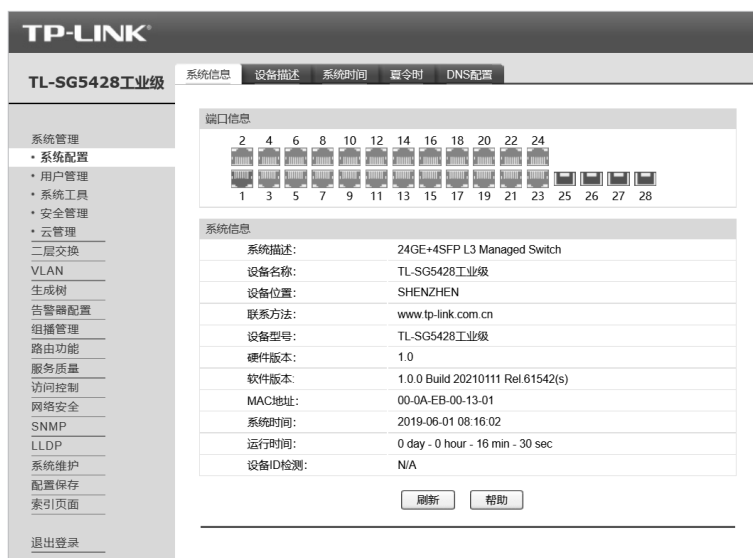 TP-LINK®
TL-SG5428工业级
系统信息 设备描述 系统时间 夏令时 DNS配置
系统管理
• 系统配置
• 用户管理
• 系统工具
• 安全管理
• 云管理
二层交换
VLAN
生成树
告警器配置
组播管理
路由功能
服务质量
访问控制
网络安全
SNMP
LLDP
系统维护
配置保存
索引页面
退出登录
端口信息
2 4 6 8 10 12 14 16 18 20 22 24
1 3 5 7 9 11 13 15 17 19 21 23 25 26 27 28
系统信息
系统描述: 24GE+4SFP L3 Managed Switch
设备名称: TL-SG5428工业级
设备位置: SHENZHEN
联系方法: www.tp-link.com.cn
设备型号: TL-SG5428工业级
硬件版本: 1.0
软件版本: 1.0.0 Build 20210111 Rel.61542(s)
MAC地址: 00-0A-EB-00-13-01
系统时间: 2019-06-01 08:16:02
运行时间: 0 day - 0 hour - 16 min - 30 sec
设备ID检测: N/A
刷新 帮助